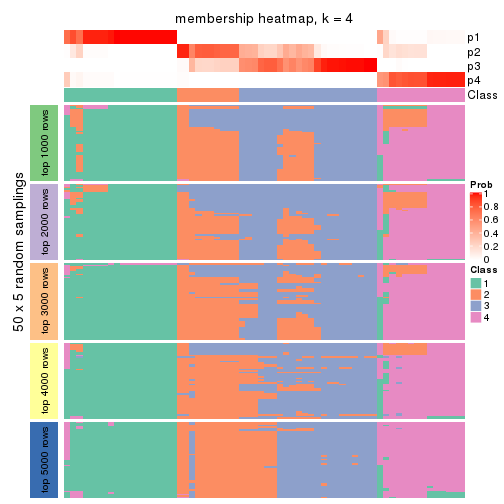 membership heatmap, k = 4
p1
p2
p3
p4
Class
50 x 5 random samplings
top 1000 rows
top 2000 rows
top 3000 rows
top 4000 rows
top 5000 rows
Prob
1
0.8
0.6
0.4
0.2
0
Class
1
2
3
4